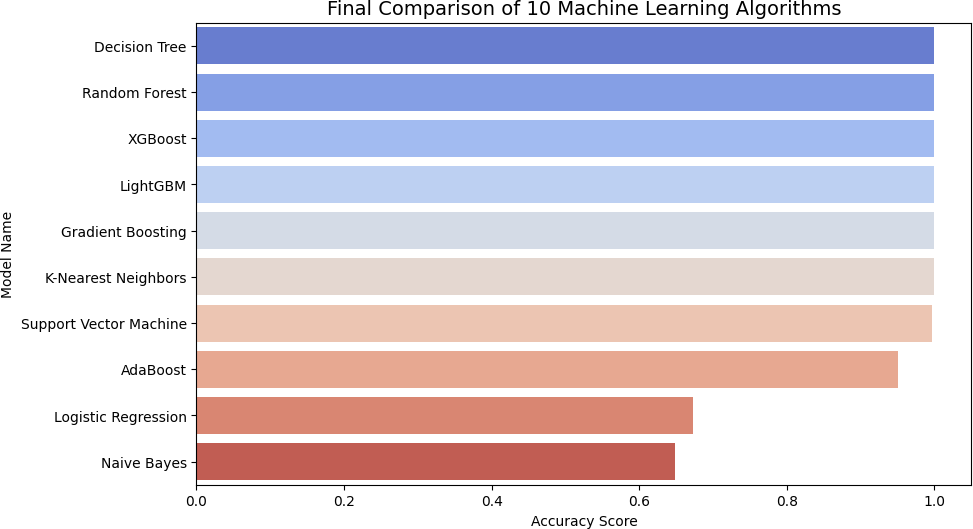 Final Comparison of 10 Machine Learning Algorithms
Decision Tree
Random Forest
XGBoost
LightGBM
Gradient Boosting
K-Nearest Neighbors
Support Vector Machine
AdaBoost
Logistic Regression
Naive Bayes
Model Name
0.0 0.2 0.4 0.6 0.8 1.0
Accuracy Score